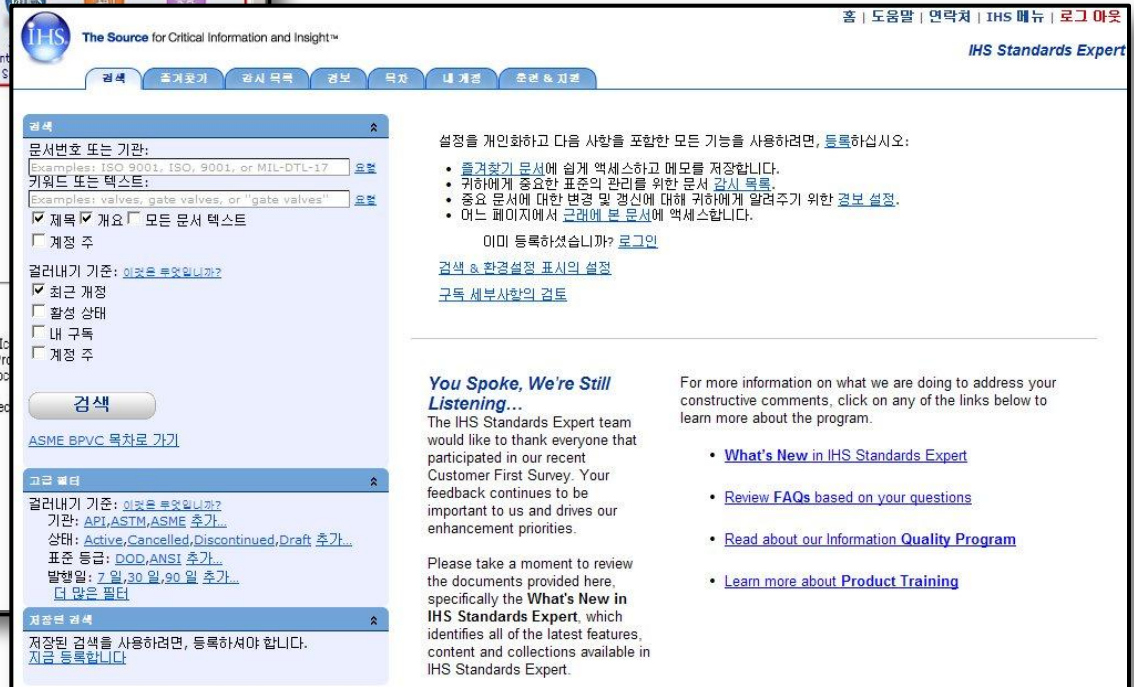 홈 | 도움말 | 연락처 | IHS 메뉴 | 로그 아웃
IHS
The Source for Critical Information and Insight™
IHS Standards Expert
검색 즐겨찾기 감시 목록 경보 목차 내 계정 훈련 & 지원
검색
문서번호 또는 기관:
Examples: ISO 9001, ISO, 9001, or MIL-DTL-17 요령
키워드 또는 텍스트:
Examples: valves, gate valves, or "gate valves" 요령
제목 개요 모든 문서 텍스트
계정 주
걸러내기 기준: 이것은 무엇입니까?
최근 개정
활성 상태
내 구독
계정 주
검색
ASME BPVC 목차로 가기
고급 필터
걸러내기 기준: 이것은 무엇입니까?
기관: API,ASTM,ASME 추가...
상태: Active,Cancelled,Discontinued,Draft 추가...
표준 등급: DOD,ANSI 추가...
발행일: 7 일,30 일,90 일 추가...
더 많은 필터
저장된 검색
저장된 검색을 사용하려면, 등록하셔야 합니다.
지금 등록합니다
설정을 개인화하고 다음 사항을 포함한 모든 기능을 사용하려면, 등록하십시오:
• 즐겨찾기 문서에 쉽게 액세스하고 메모를 저장합니다.
• 귀하에게 중요한 표준의 관리를 위한 문서 감시 목록.
• 중요 문서에 대한 변경 및 갱신에 대해 귀하에게 알려주기 위한 경보 설정.
• 어느 페이지에서 근래에 본 문서에 액세스합니다.
이미 등록하셨습니까? 로그인
검색 & 환경설정 표시의 설정
구독 세부사항의 검토
You Spoke, We're Still
Listening…
The IHS Standards Expert team
would like to thank everyone that
participated in our recent
Customer First Survey. Your
feedback continues to be
important to us and drives our
enhancement priorities.
Please take a moment to review
the documents provided here,
specifically the What's New in
IHS Standards Expert, which
identifies all of the latest features,
content and collections available in
IHS Standards Expert.
For more information on what we are doing to address your
constructive comments, click on any of the links below to
learn more about the program.
• What's New in IHS Standards Expert
• Review FAQs based on your questions
• Read about our Information Quality Program
• Learn more about Product Training